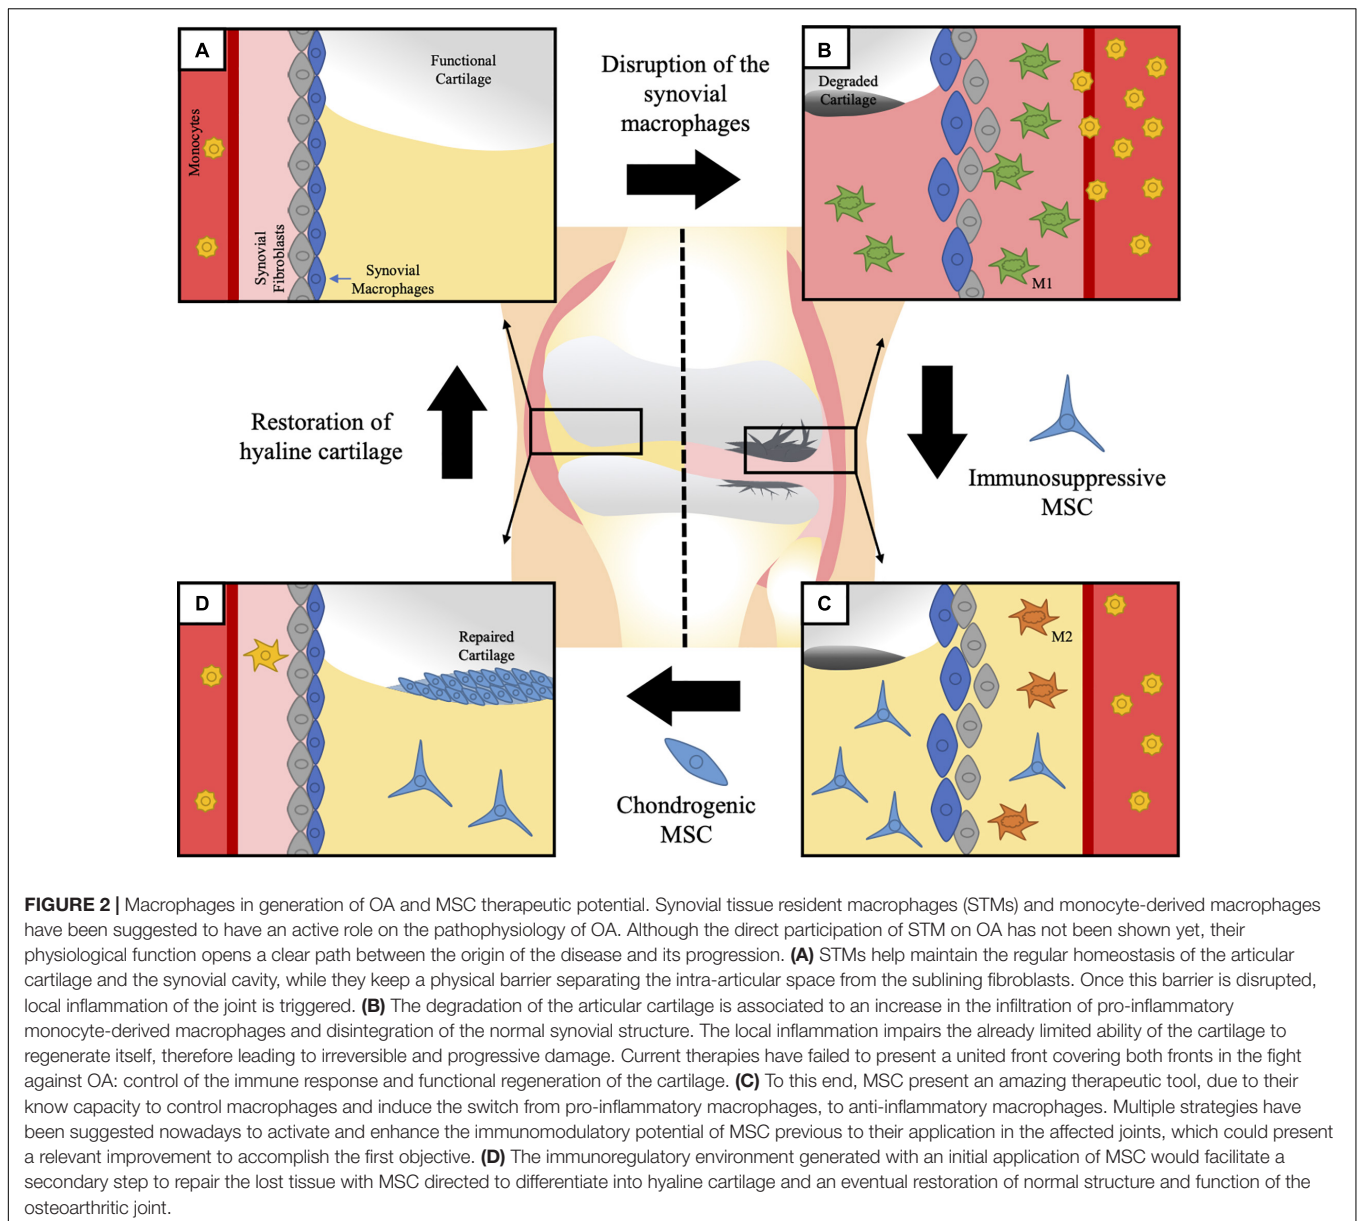 A
Functional
Cartilage
Monocytes
Synovial
Fibroblasts
Synovial
Macrophages
Disruption of the
synovial
macrophages
B
Degraded
Cartilage
M1
Restoration of
hyaline cartilage
Immunosuppressive
MSC
D
Repaired
Cartilage
Chondrogenic
MSC
C
M2
FIGURE 2 | Macrophages in generation of OA and MSC therapeutic potential. Synovial tissue resident macrophages (STMs) and monocyte-derived macrophages
have been suggested to have an active role on the pathophysiology of OA. Although the direct participation of STM on OA has not been shown yet, their
physiological function opens a clear path between the origin of the disease and its progression. (A) STMs help maintain the regular homeostasis of the articular
cartilage and the synovial cavity, while they keep a physical barrier separating the intra-articular space from the sublining fibroblasts. Once this barrier is disrupted,
local inflammation of the joint is triggered. (B) The degradation of the articular cartilage is associated to an increase in the infiltration of pro-inflammatory
monocyte-derived macrophages and disintegration of the normal synovial structure. The local inflammation impairs the already limited ability of the cartilage to
regenerate itself, therefore leading to irreversible and progressive damage. Current therapies have failed to present a united front covering both fronts in the fight
against OA: control of the immune response and functional regeneration of the cartilage. (C) To this end, MSC present an amazing therapeutic tool, due to their
know capacity to control macrophages and induce the switch from pro-inflammatory macrophages, to anti-inflammatory macrophages. Multiple strategies have
been suggested nowadays to activate and enhance the immunomodulatory potential of MSC previous to their application in the affected joints, which could present
a relevant improvement to accomplish the first objective. (D) The immunoregulatory environment generated with an initial application of MSC would facilitate a
secondary step to repair the lost tissue with MSC directed to differentiate into hyaline cartilage and an eventual restoration of normal structure and function of the
osteoarthritic joint.